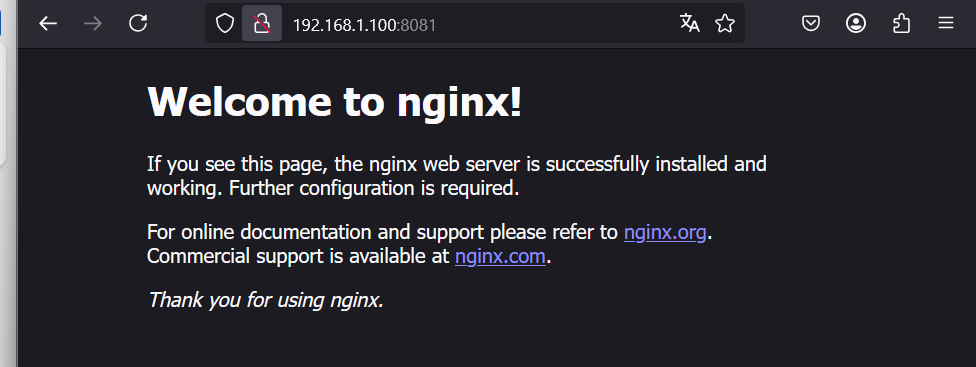 192.168.1.100:8081
Welcome to nginx!
If you see this page, the nginx web server is successfully installed and
working. Further configuration is required.
For online documentation and support please refer to nginx.org.
Commercial support is available at nginx.com.
Thank you for using nginx.